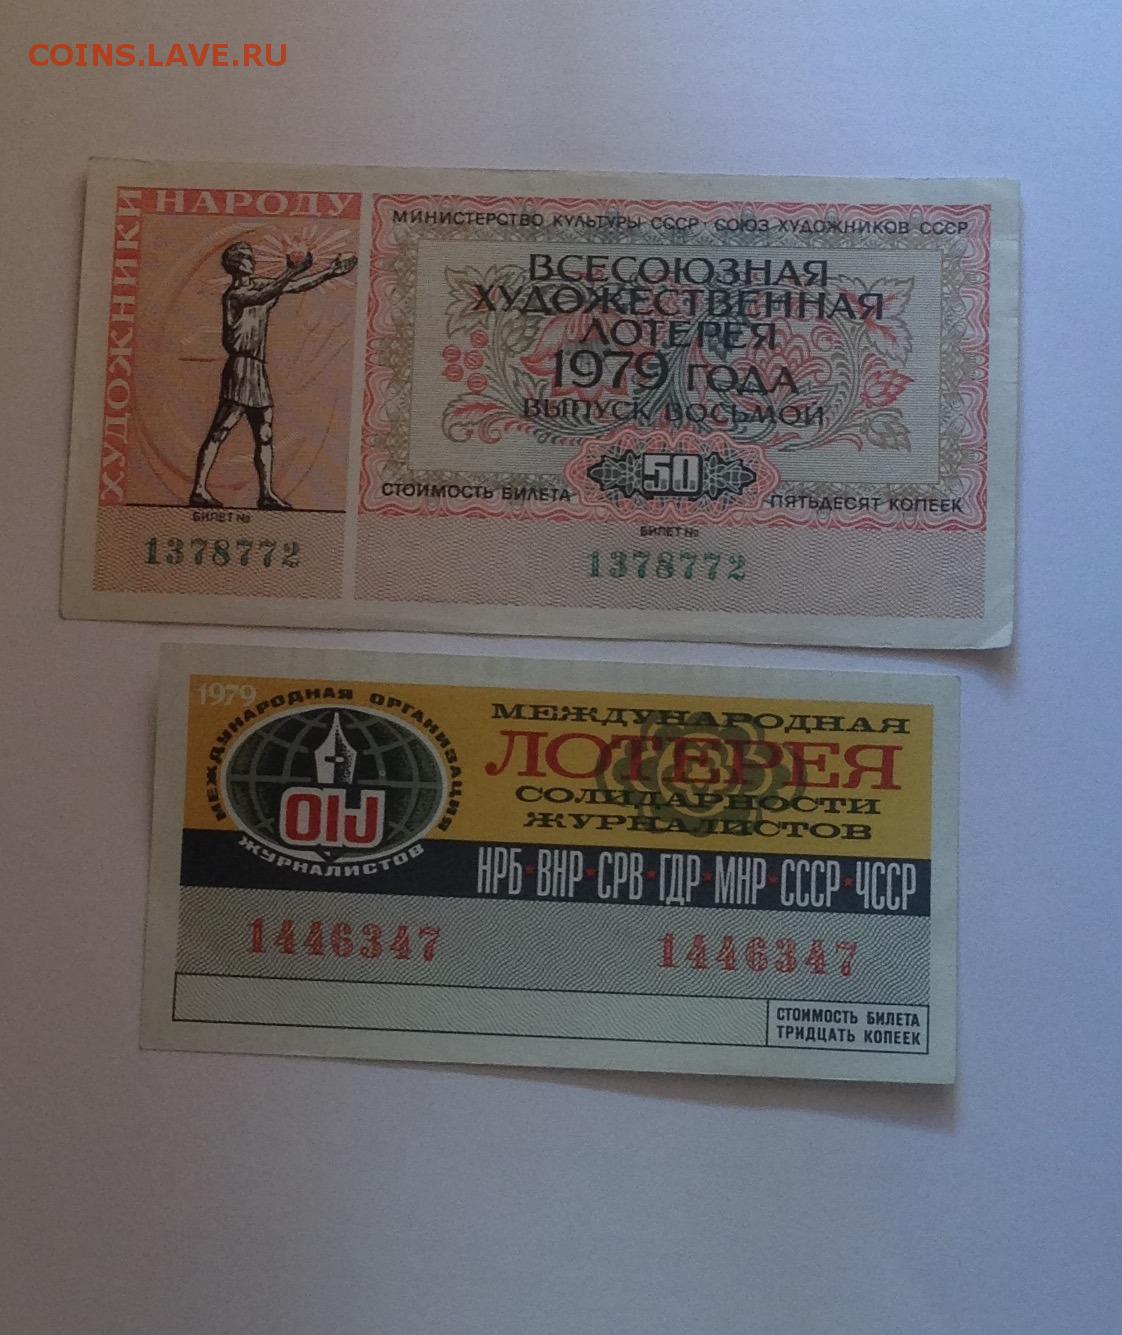 COINS.LAVE.RU
ХУДОЖНИКИ
НАРОДУ
МИНИСТЕРСТВО КУЛЬТУРЫ СССР СОЮЗ ХУДОЖНИКОВ СССР
ВСЕСОЮЗНАЯ
ХУДОЖЕСТВЕННАЯ
ЛОТЕРЕЯ
1979 ГОДА
ВЫПУСК ВОСЬМОЙ
50
СТОИМОСТЬ БИЛЕТА
ПЯТЬДЕСЯТ КОПЕЕК
БИЛЕТ №
1378772
БИЛЕТ №
1378772
1979
МЕЖДУНАРОДНАЯ ОРГАНИЗАЦИЯ
OIJ
ЖУРНАЛИСТОВ
МЕЖДУНАРОДНАЯ
ЛОТЕРЕЯ
СОЛИДАРНОСТИ
ЖУРНАЛИСТОВ
НРБ ★ ВНР ★ СРВ ★ ГДР ★ МНР ★ СССР ★ ЧССР
1446347 1446347
СТОИМОСТЬ БИЛЕТА
ТРИДЦАТЬ КОПЕЕК